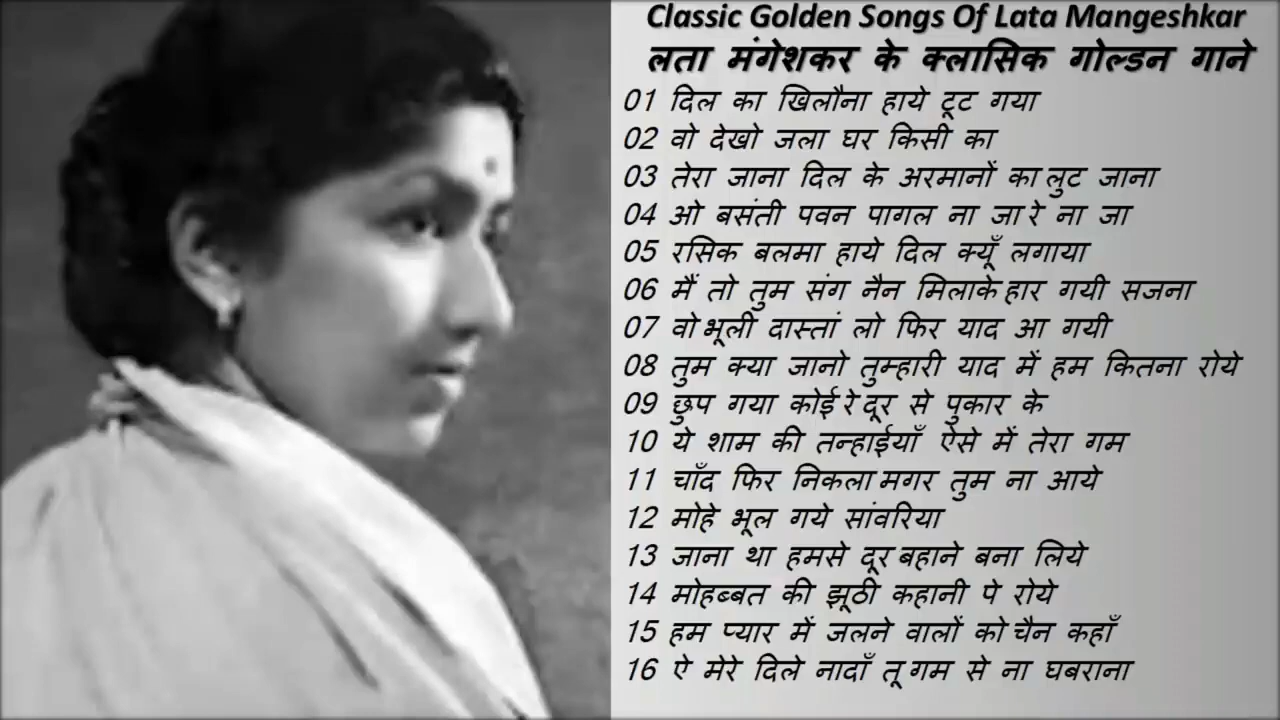 Classic Golden Songs Of Lata Mangeshkar
लता मंगेशकर के क्लासिक गोल्डन गाने
01 दिल का खिलौना हाये टूट गया
02 वो देखो जला घर किसी का
03 तेरा जाना दिल के अरमानों का लुट जाना
04 ओ बसंती पवन पागल ना जा रे ना जा
05 रसिक बलमा हाये दिल क्यूँ लगाया
06 मैं तो तुम संग नैन मिलाके हार गयी सजना
07 वो भूली दास्तां लो फिर याद आ गयी
08 तुम क्या जानो तुम्हारी याद में हम कितना रोये
09 छुप गया कोई रे दूर से पुकार के
10 ये शाम की तन्हाईयाँ ऐसे में तेरा गम
11 चाँद फिर निकला मगर तुम ना आये
12 मोहे भूल गये सांवरिया
13 जाना था हमसे दूर बहाने बना लिये
14 मोहब्बत की झूठी कहानी पे रोये
15 हम प्यार में जलने वालों को चैन कहाँ
16 ऐ मेरे दिले नादाँ तू गम से ना घबराना